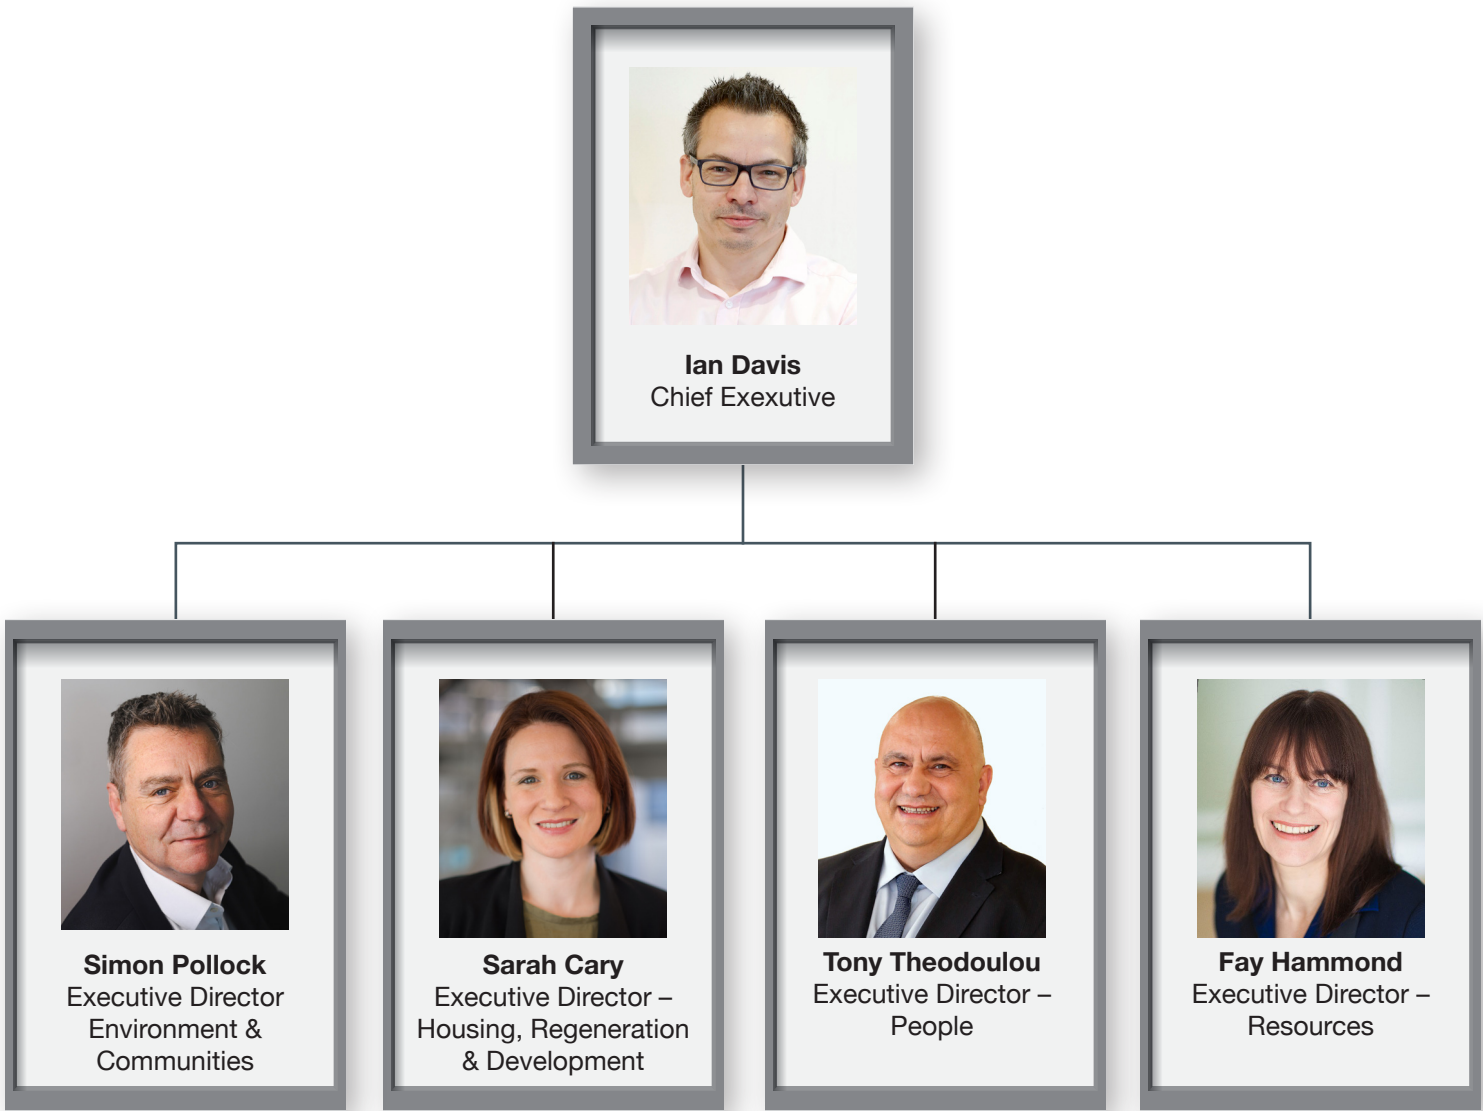 Ian Davis
Chief Exexutive
Simon Pollock
Executive Director
Environment &
Communities
Sarah Cary
Executive Director –
Housing, Regeneration
& Development
Tony Theodoulou
Executive Director –
People
Fay Hammond
Executive Director –
Resources